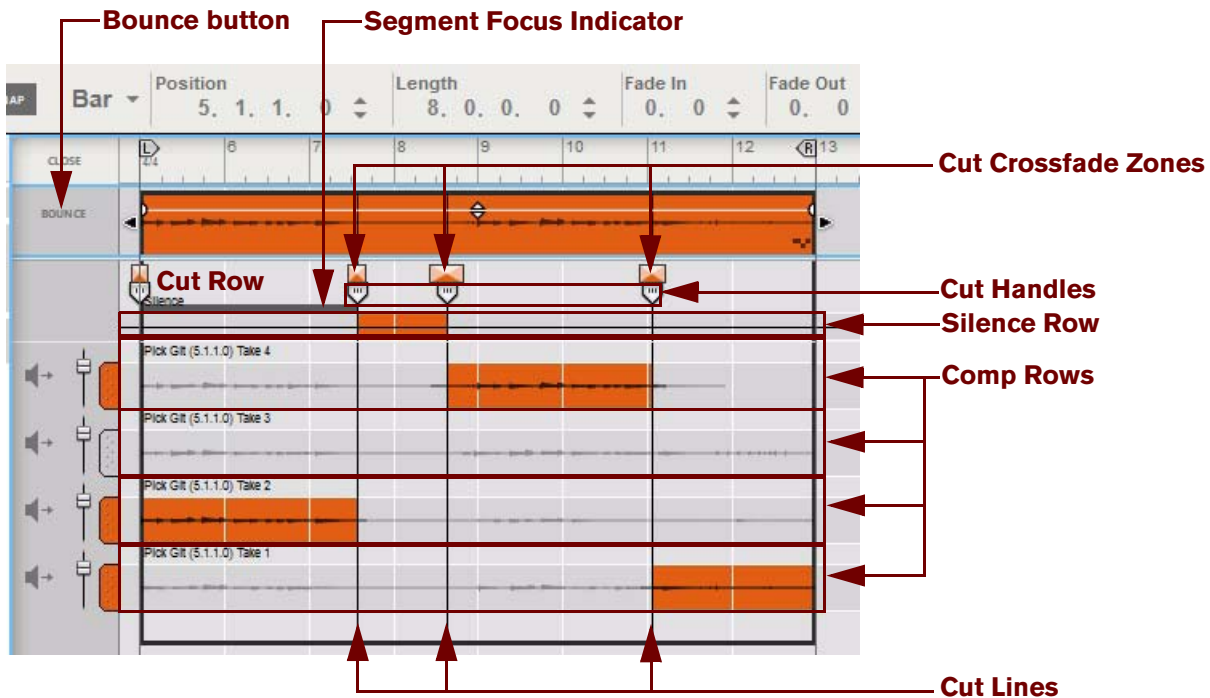 Bounce button
Segment Focus Indicator
Bar
Position
Length
Fade In
Fade Out
5. 1. 1. 0
8. 0. 0. 0
0. 0
0. 0
CLOSE
L
4/4
6
7
8
9
10
11
12
R
13
Cut Crossfade Zones
BOUNCE
Cut Row
Silence
Cut Handles
Silence Row
Pick Git (5.1.1.0) Take 4
Comp Rows
Pick Git (5.1.1.0) Take 3
Pick Git (5.1.1.0) Take 2
Pick Git (5.1.1.0) Take 1
Cut Lines